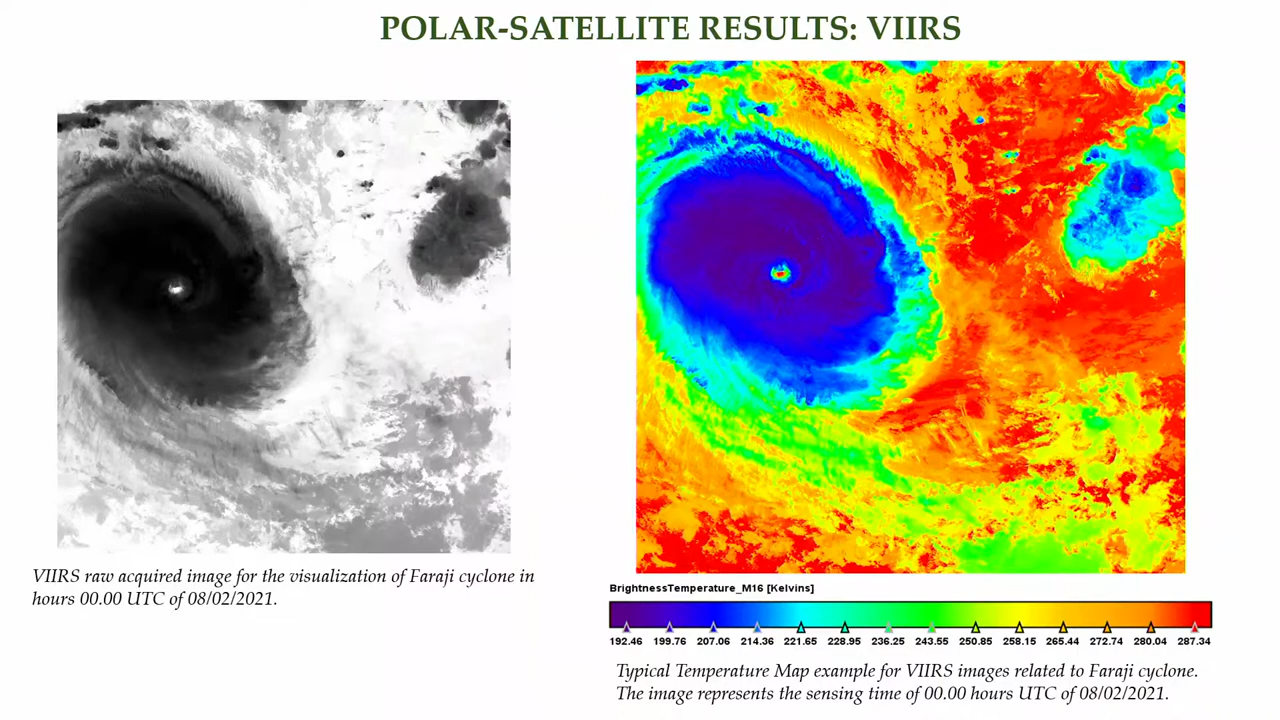 POLAR-SATELLITE RESULTS: VIIRS
VIIRS raw acquired image for the visualization of Faraji cyclone in
hours 00.00 UTC of 08/02/2021.
BrightnessTemperature_M16 [Kelvins]
192.46 199.76 207.06 214.36 221.65 228.95 236.25 243.55 250.85 258.15 265.44 272.74 280.04 287.34
Typical Temperature Map example for VIIRS images related to Faraji cyclone.
The image represents the sensing time of 00.00 hours UTC of 08/02/2021.